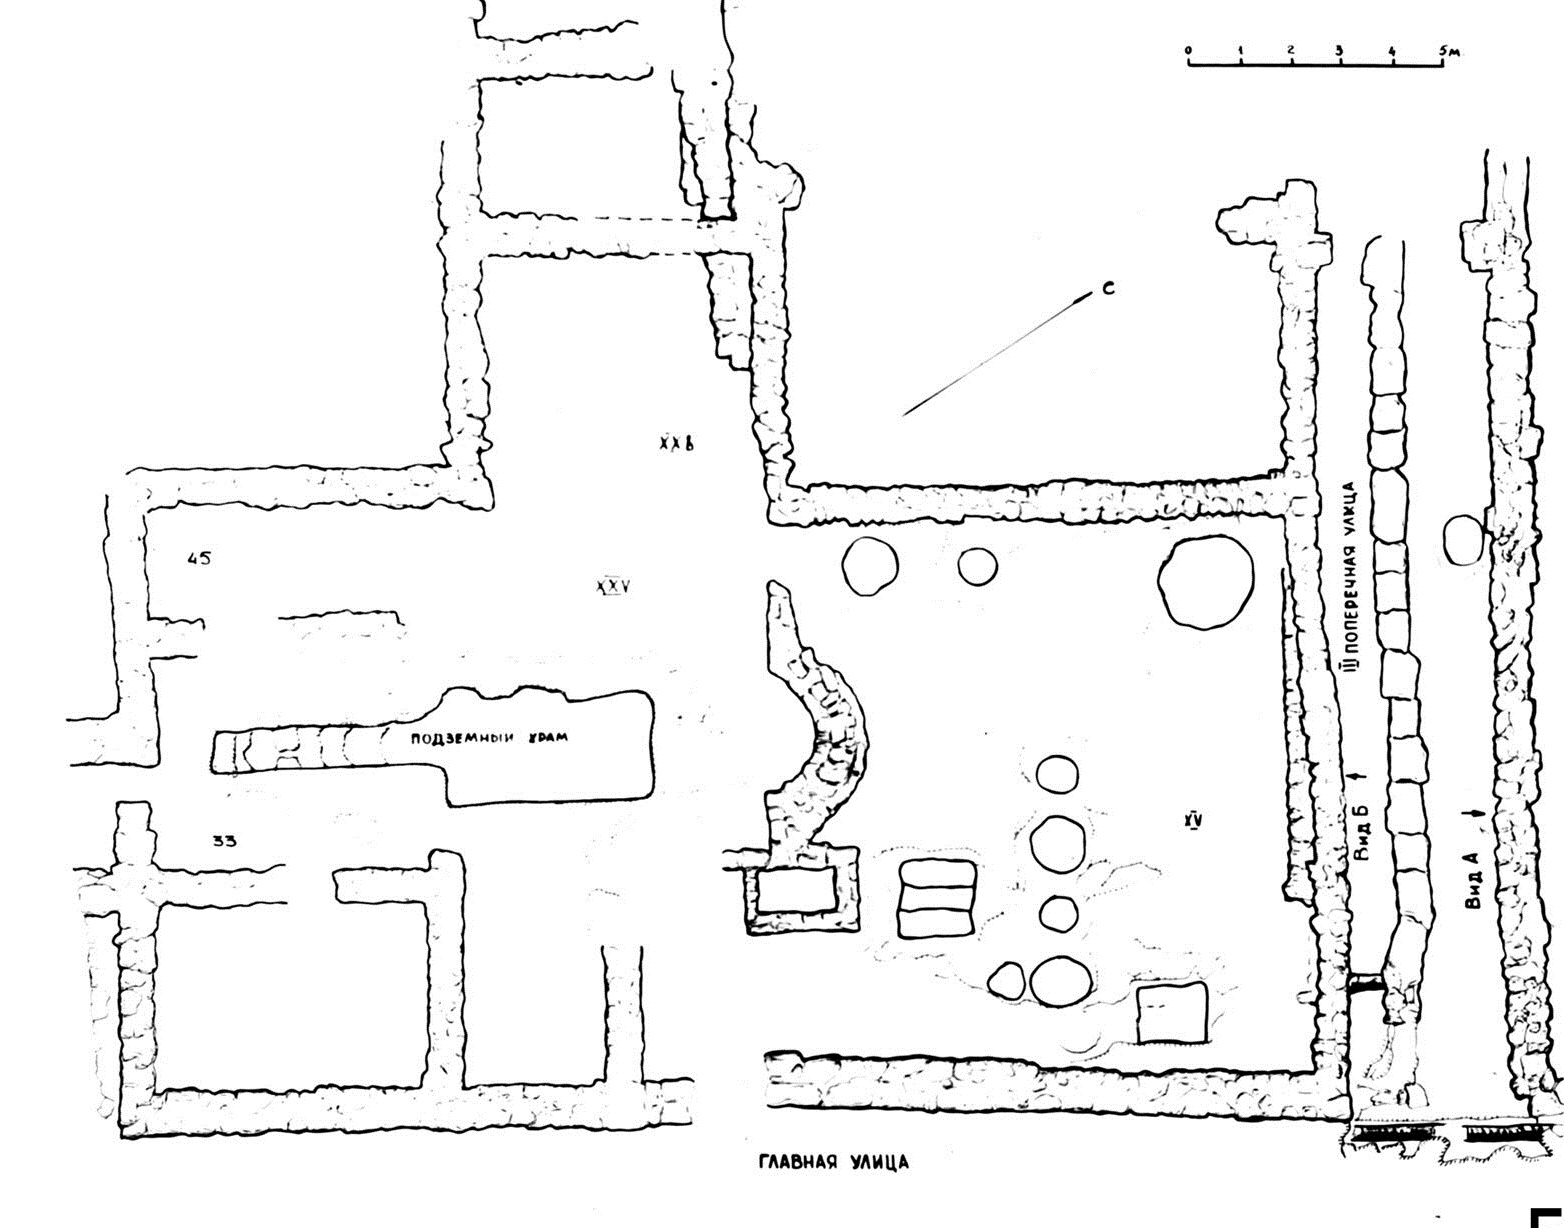 0 1 2 3 4 5м
С
XXВ
45
XXV
III ПОПЕРЕЧНАЯ УЛИЦА
ПОДЗЕМНЫЙ ХРАМ
33
XV
Вид Б
Вид А
ГЛАВНАЯ УЛИЦА